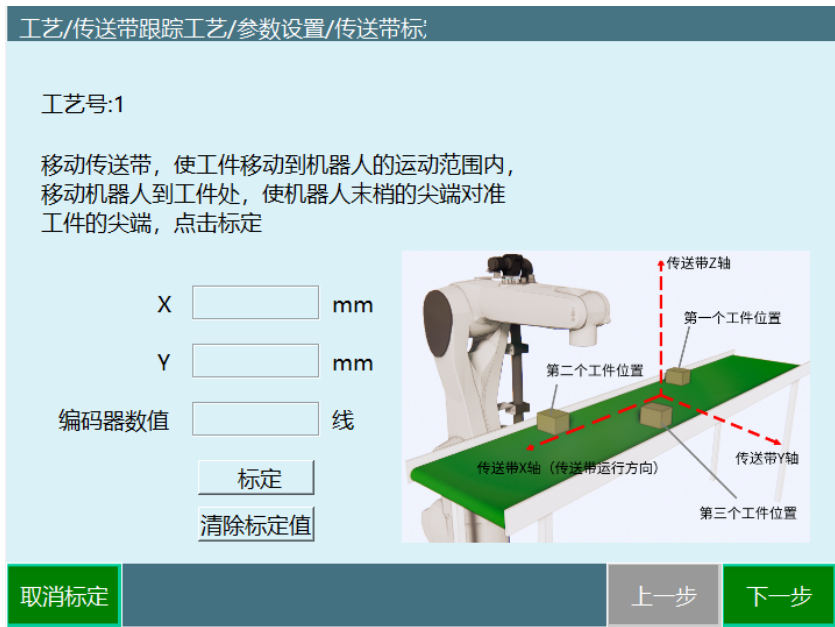 工艺/传送带跟踪工艺/参数设置/传送带标
工艺号:1
移动传送带，使工件移动到机器人的运动范围内，
移动机器人到工件处，使机器人末梢的尖端对准
工件的尖端，点击标定
X mm
Y mm
编码器数值 线
标定
清除标定值
传送带Z轴
第一个工件位置
第二个工件位置
传送带X轴（传送带运行方向）
传送带Y轴
第三个工件位置
取消标定
上一步
下一步